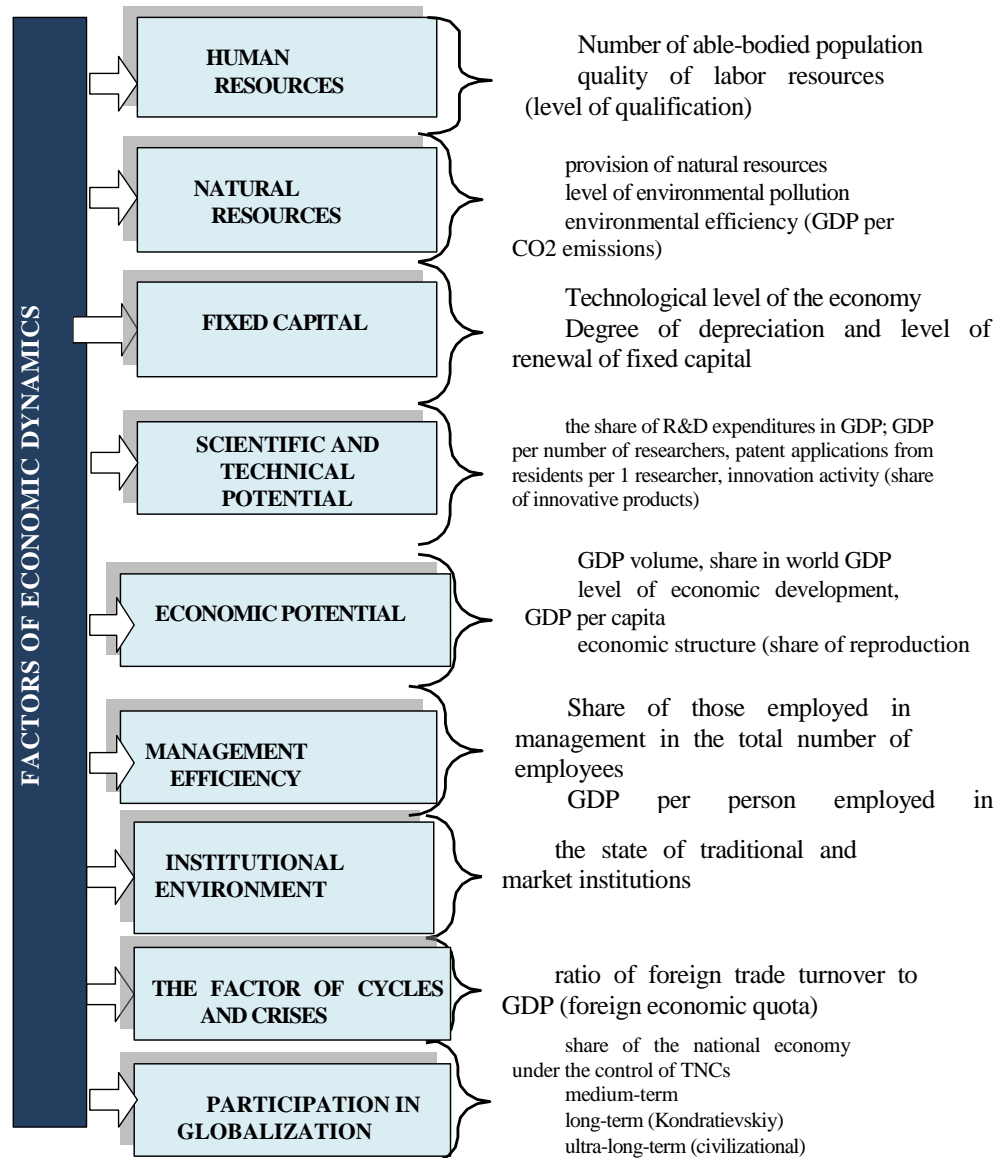 FACTORS OF ECONOMIC DYNAMICS
HUMAN
RESOURCES
Number of able-bodied population
quality of labor resources
(level of qualification)
NATURAL
RESOURCES
provision of natural resources
level of environmental pollution
environmental efficiency (GDP per
CO2 emissions)
FIXED CAPITAL
Technological level of the economy
Degree of depreciation and level of
renewal of fixed capital
SCIENTIFIC AND
TECHNICAL
POTENTIAL
the share of R&D expenditures in GDP; GDP
per number of researchers, patent applications from
residents per 1 researcher, innovation activity (share
of innovative products)
ECONOMIC POTENTIAL
GDP volume, share in world GDP
level of economic development,
GDP per capita
economic structure (share of reproduction
MANAGEMENT
EFFICIENCY
Share of those employed in
management in the total number of
employees
GDP per person employed in
INSTITUTIONAL
ENVIRONMENT
the state of traditional and
market institutions
THE FACTOR OF CYCLES
AND CRISES
ratio of foreign trade turnover to
GDP (foreign economic quota)
PARTICIPATION IN
GLOBALIZATION
share of the national economy
under the control of TNCs
medium-term
long-term (Kondratievskiy)
ultra-long-term (civilizational)